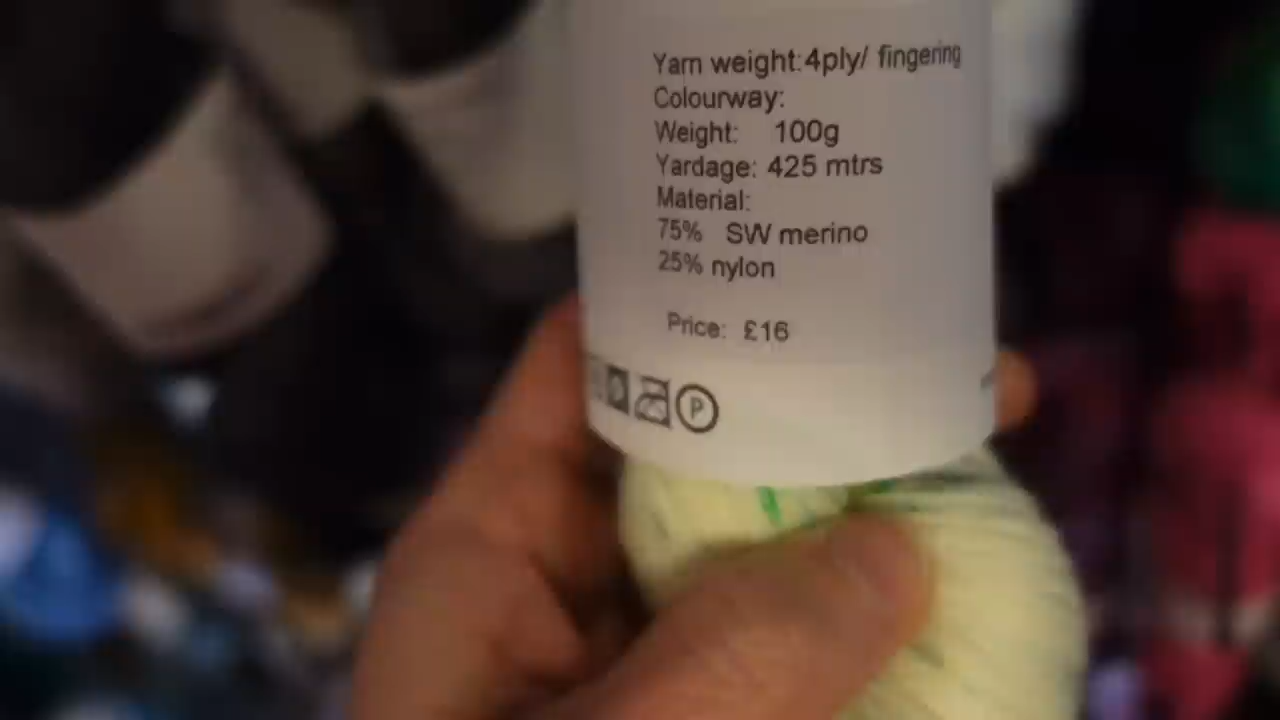 Yarn weight:4ply/ fingering
Colourway:
Weight: 100g
Yardage: 425 mtrs
Material:
75% SW merino
25% nylon
Price: £16
P